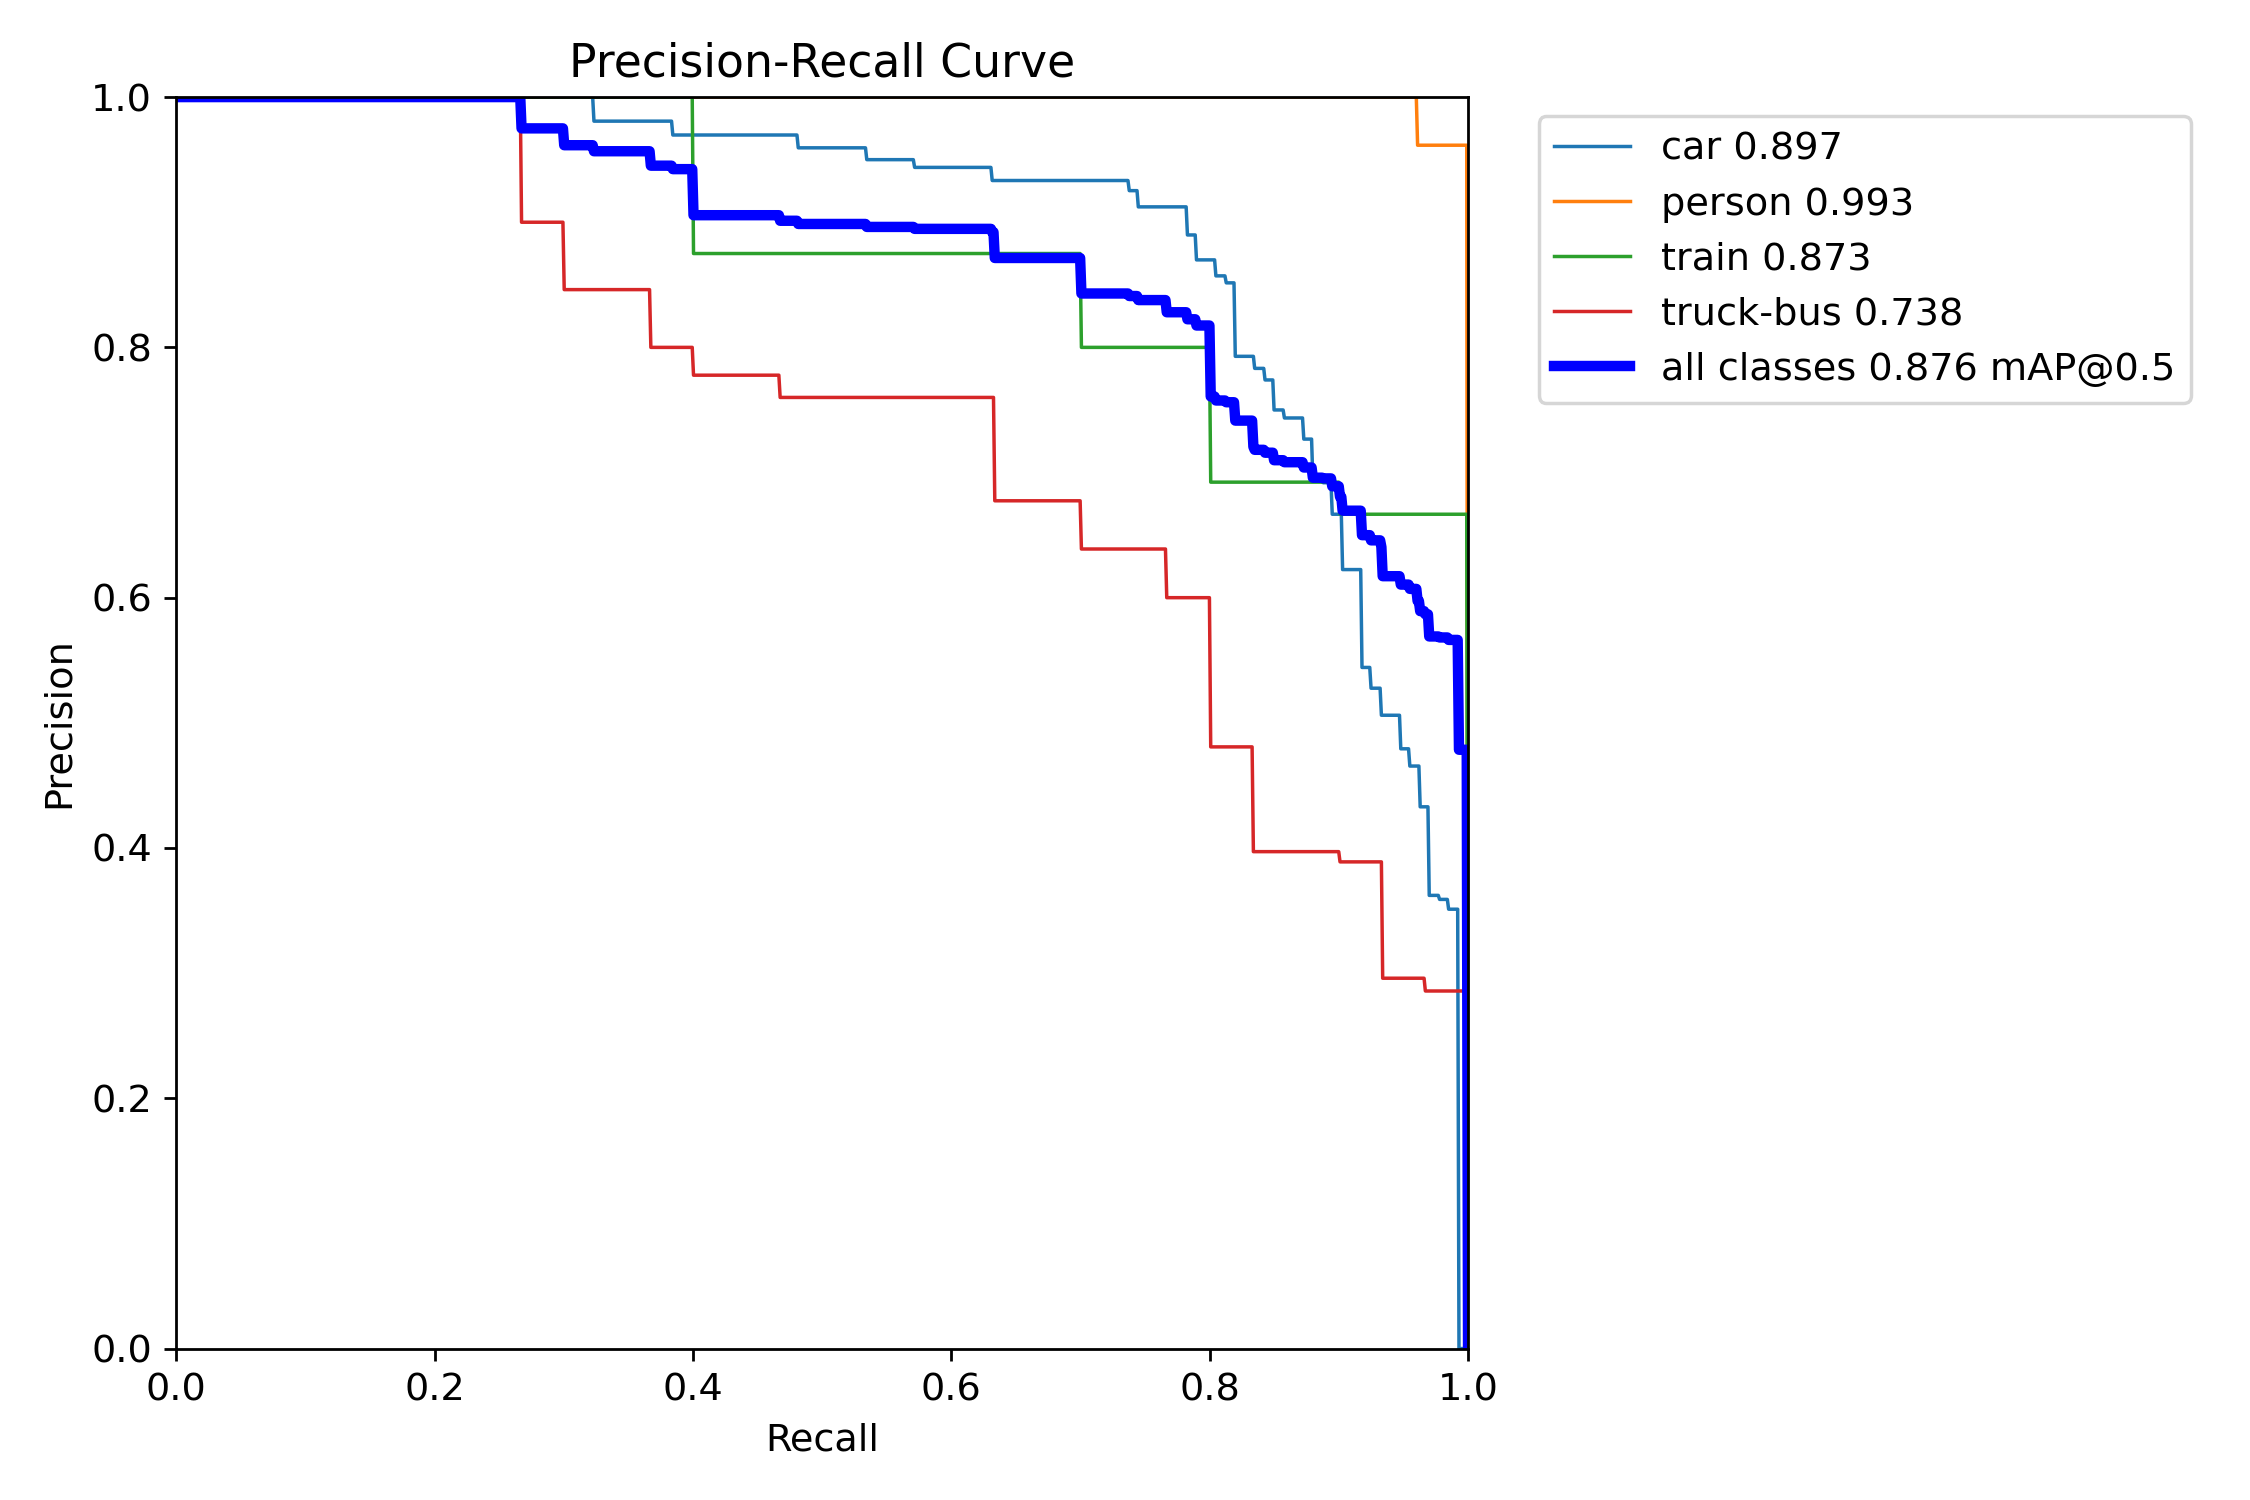 Precision-Recall Curve
1.0
0.8
0.6
0.4
0.2
0.0
Precision
0.0 0.2 0.4 0.6 0.8 1.0
Recall
car 0.897
person 0.993
train 0.873
truck-bus 0.738
all classes 0.876 mAP@0.5